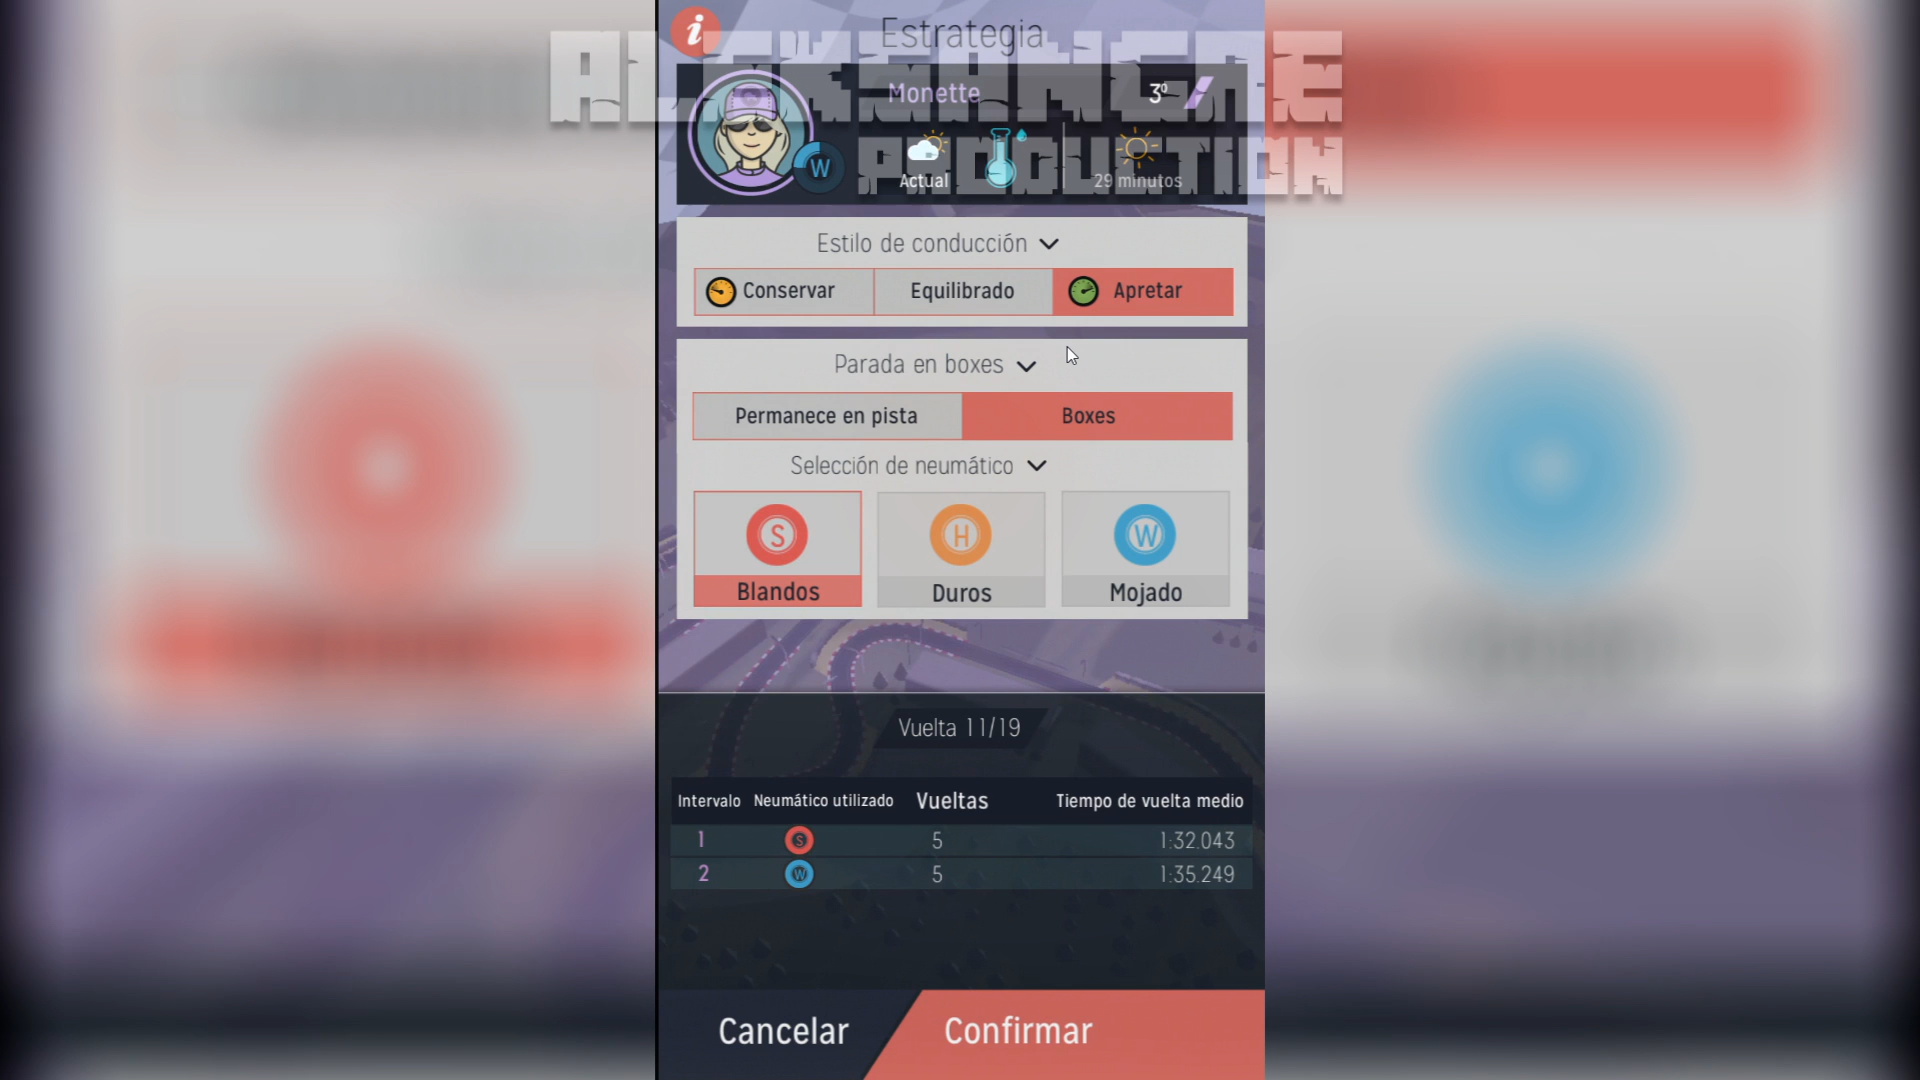 Estrategia
ALEKSANCRE
PRODUCTION
Monette 3º
W
Actual 29 minutos
Estilo de conducción
Conservar Equilibrado Apretar
Parada en boxes
Permanece en pista Boxes
Selección de neumático
S H W
Blandos Duros Mojado
Vuelta 11/19
Intervalo Neumático utilizado Vueltas Tiempo de vuelta medio
1 S 5 1:32.043
2 W 5 1:35.249
Cancelar Confirmar